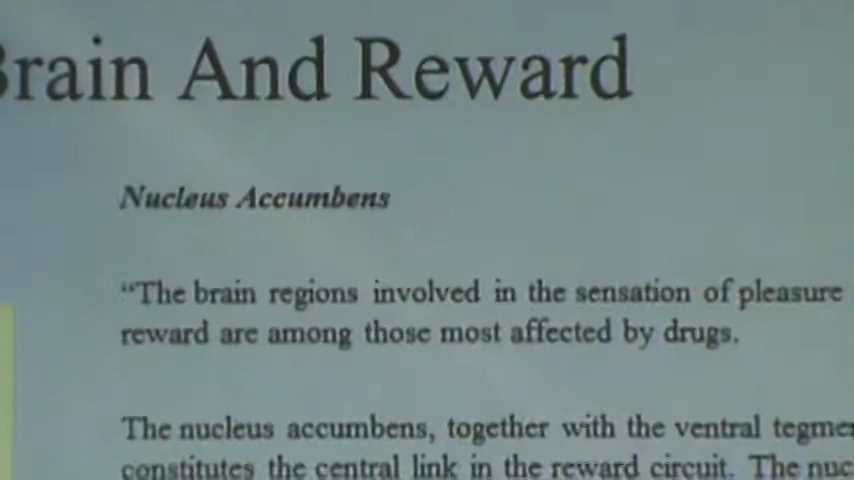 Brain And Reward
Nucleus Accumbens
“The brain regions involved in the sensation of pleasure
reward are among those most affected by drugs.
The nucleus accumbens, together with the ventral
constitutes the central link in the reward circuit. The